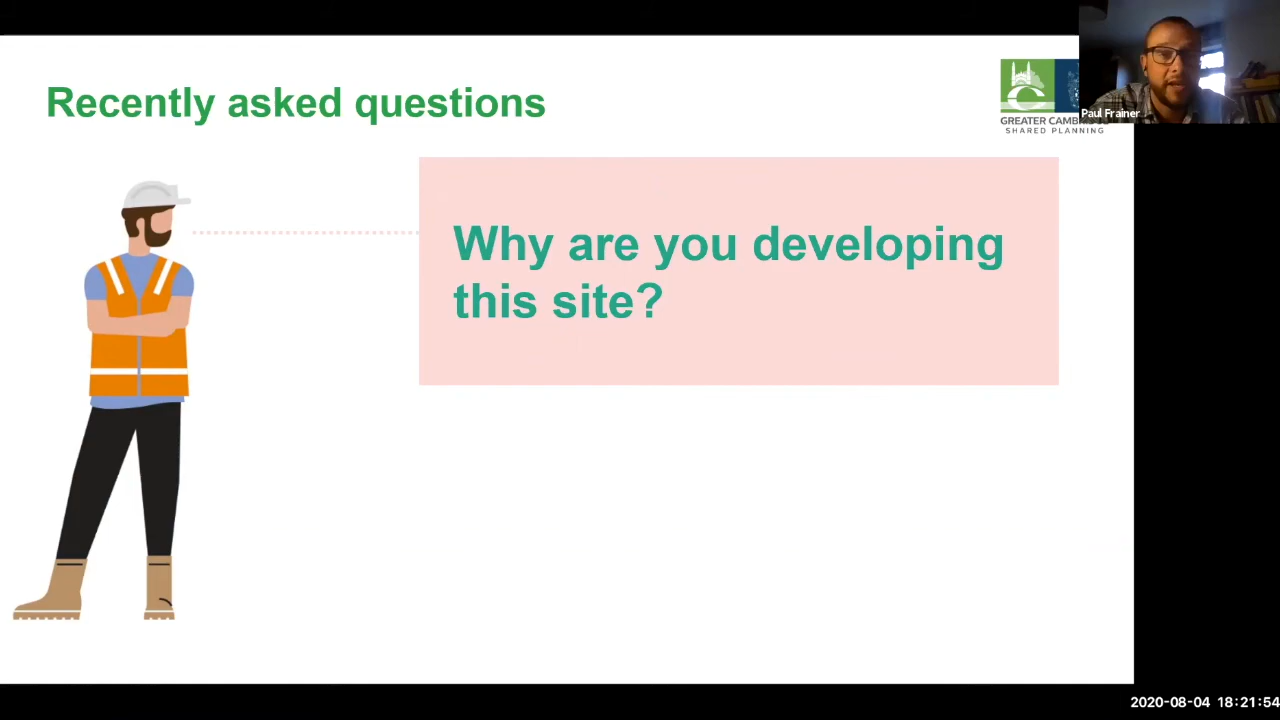 Recently asked questions
GREATER
SHARED PLANNING
Paul Frainer
Why are you developing
this site?
2020-08-04 18:21:54